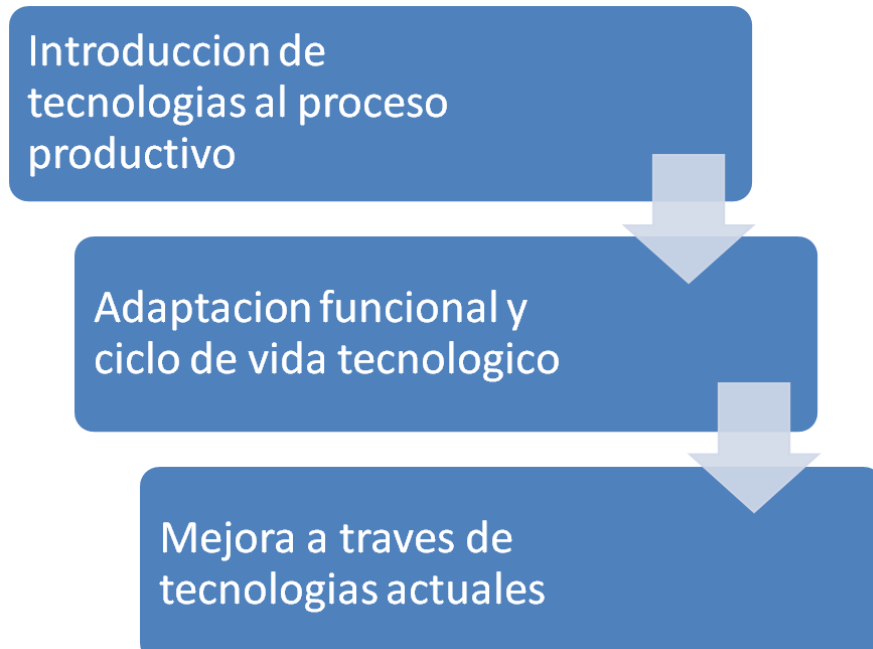 Introduccion de
tecnologias al proceso
productivo
Adaptacion funcional y
ciclo de vida tecnologico
Mejora a traves de
tecnologias actuales